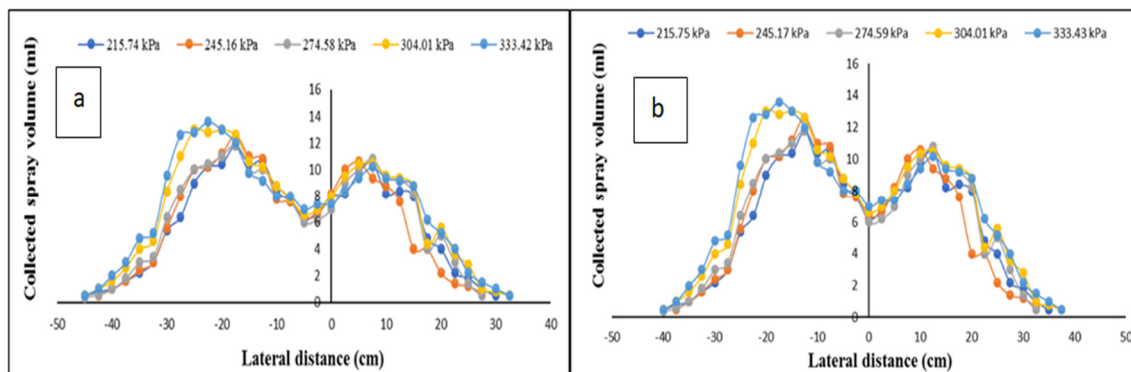 215.74 kPa 245.16 kPa 274.58 kPa 304.01 kPa 333.42 kPa
a
Collected spray volume (ml)
16
14
12
10
8
6
4
2
0
-50 -40 -30 -20 -10 0 10 20 30 40
Lateral distance (cm)
215.75 kPa 245.17 kPa 274.59 kPa 304.01 kPa 333.43 kPa
b
Collected spray volume (ml)
16
14
12
10
8
6
4
2
0
-50 -40 -30 -20 -10 0 10 20 30 40 50
Lateral distance (cm)